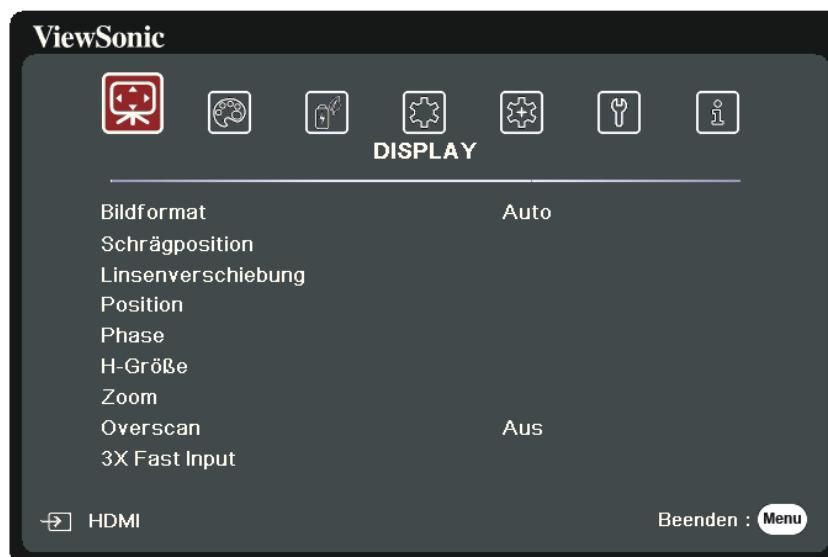 ViewSonic
DISPLAY
Bildformat Auto
Schrägposition
Linsenverschiebung
Position
Phase
H-Größe
Zoom
Overscan Aus
3X Fast Input
HDMI Beenden : Menu